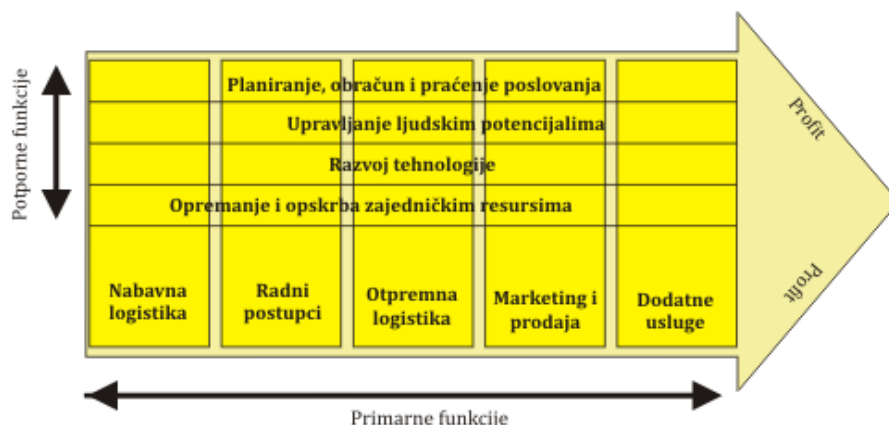 Potporne funkcije
Planiranje, obračun i praćenje poslovanja
Upravljanje ljudskim potencijalima
Razvoj tehnologije
Opremanje i opskrba zajedničkim resursima
Nabavna
logistika
Radni
postupci
Otpremna
logistika
Marketing i
prodaja
Dodatne
usluge
Profit
Profit
Primarne funkcije